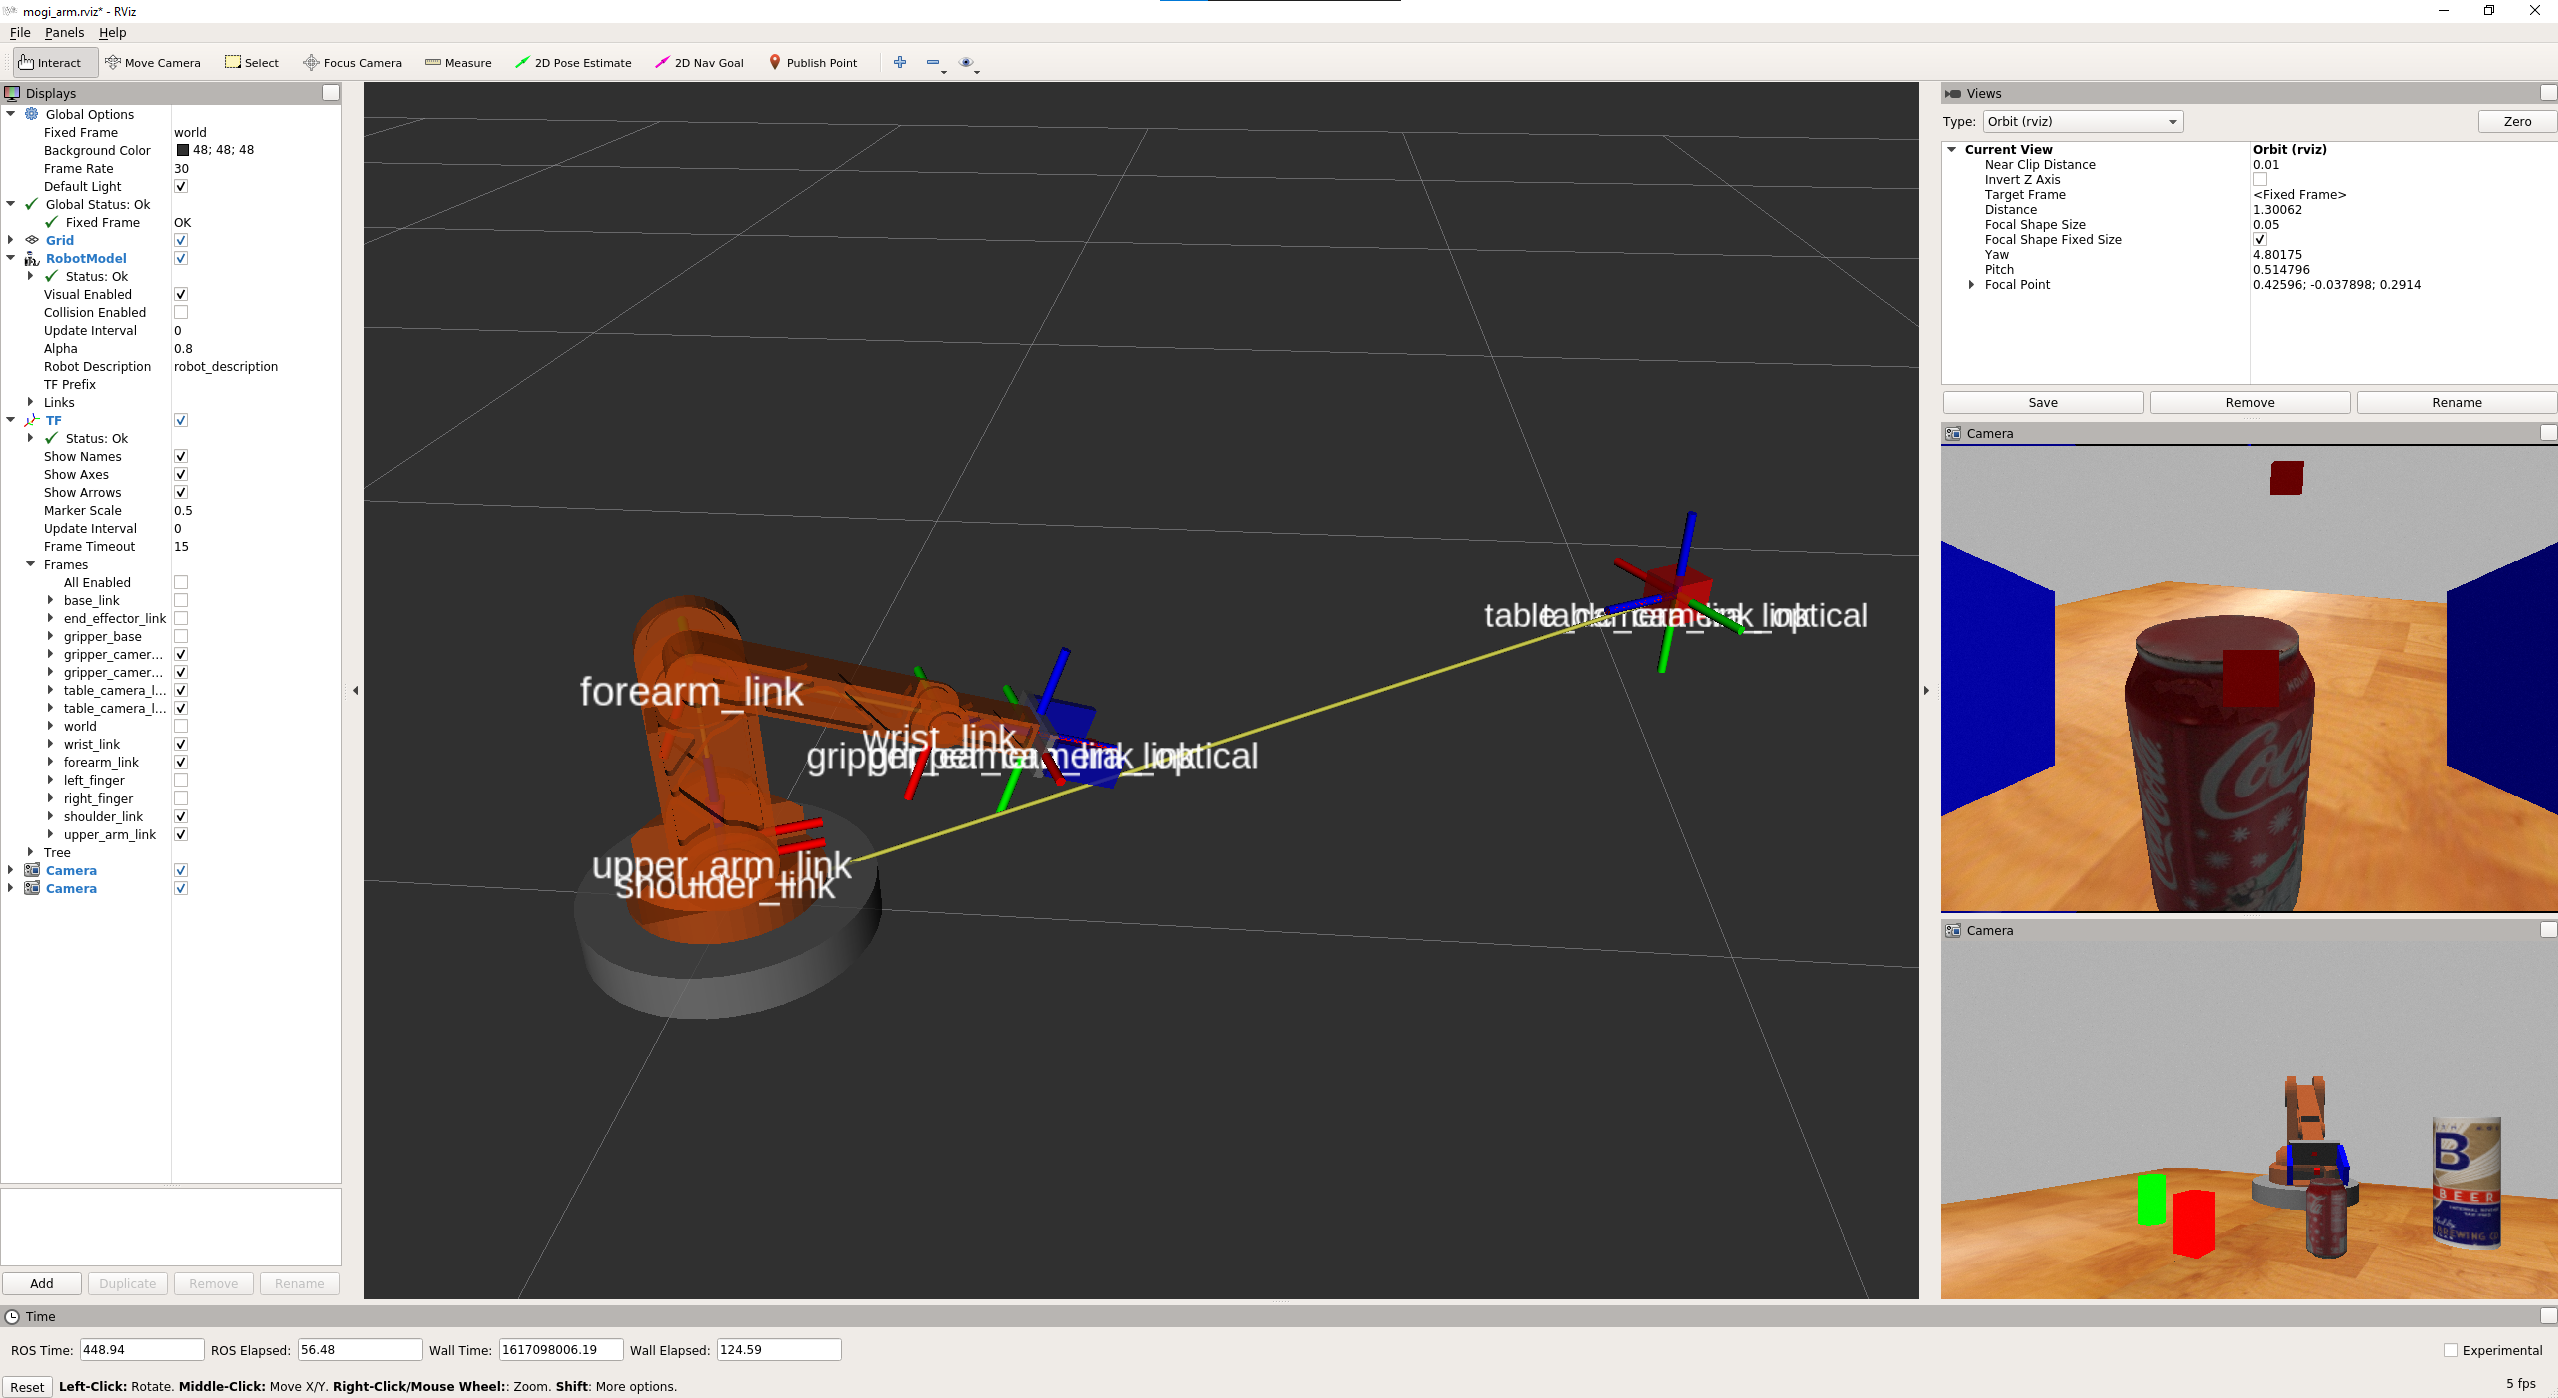 mogi_arm.rviz* - RViz
File Panels Help
Interact Move Camera Select Focus Camera Measure 2D Pose Estimate 2D Nav Goal Publish Point
Displays
Global Options
Fixed Frame world
Background Color 48; 48; 48
Frame Rate 30
Default Light
Global Status: Ok
Fixed Frame OK
Grid
RobotModel
Status: Ok
Visual Enabled
Collision Enabled
Update Interval 0
Alpha 0.8
Robot Description robot_description
TF Prefix
Links
TF
Status: Ok
Show Names
Show Axes
Show Arrows
Marker Scale 0.5
Update Interval 0
Frame Timeout 15
Frames
All Enabled
base_link
end_effector_link
gripper_base
gripper_camer...
gripper_camer...
table_camera_l...
table_camera_l...
world
wrist_link
forearm_link
left_finger
right_finger
shoulder_link
upper_arm_link
Tree
Camera
Camera
Add Duplicate Remove Rename
forearm_link
wrist_link
upper_arm_link
shoulder_link
Views
Type: Orbit (rviz) Zero
Current View Orbit (rviz)
Near Clip Distance 0.01
Invert Z Axis
Target Frame <Fixed Frame>
Distance 1.30062
Focal Shape Size 0.05
Focal Shape Fixed Size
Yaw 4.80175
Pitch 0.514796
Focal Point 0.42596; -0.037898; 0.2914
Save Remove Rename
Camera
Camera
B
BEER
Time
ROS Time: 448.94 ROS Elapsed: 56.48 Wall Time: 1617098006.19 Wall Elapsed: 124.59 Experimental
Reset Left-Click: Rotate. Middle-Click: Move X/Y. Right-Click/Mouse Wheel:: Zoom. Shift: More options. 5 fps